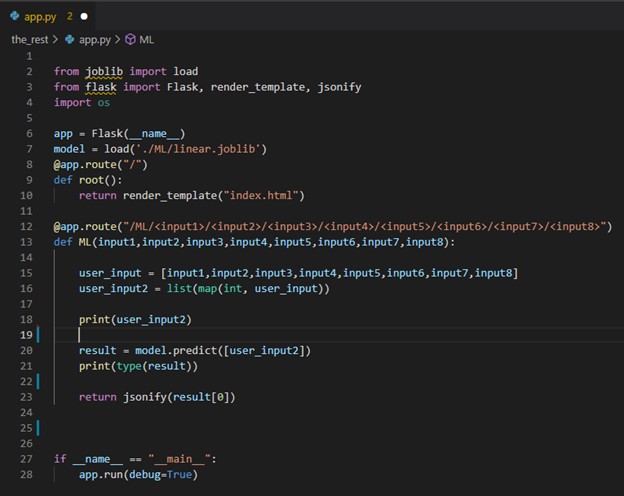 app.py 2
the_rest > app.py > ML
1
2 from joblib import load
3 from flask import Flask, render_template, jsonify
4 import os
5
6 app = Flask(__name__)
7 model = load('./ML/linear.joblib')
8 @app.route("/")
9 def root():
10     return render_template("index.html")
11
12 @app.route("/ML/<input1>/<input2>/<input3>/<input4>/<input5>/<input6>/<input7>/<input8>")
13 def ML(input1,input2,input3,input4,input5,input6,input7,input8):
14
15     user_input = [input1,input2,input3,input4,input5,input6,input7,input8]
16     user_input2 = list(map(int, user_input))
17
18     print(user_input2)
19
20     result = model.predict([user_input2])
21     print(type(result))
22
23     return jsonify(result[0])
24
25
26
27 if __name__ == "__main__":
28     app.run(debug=True)